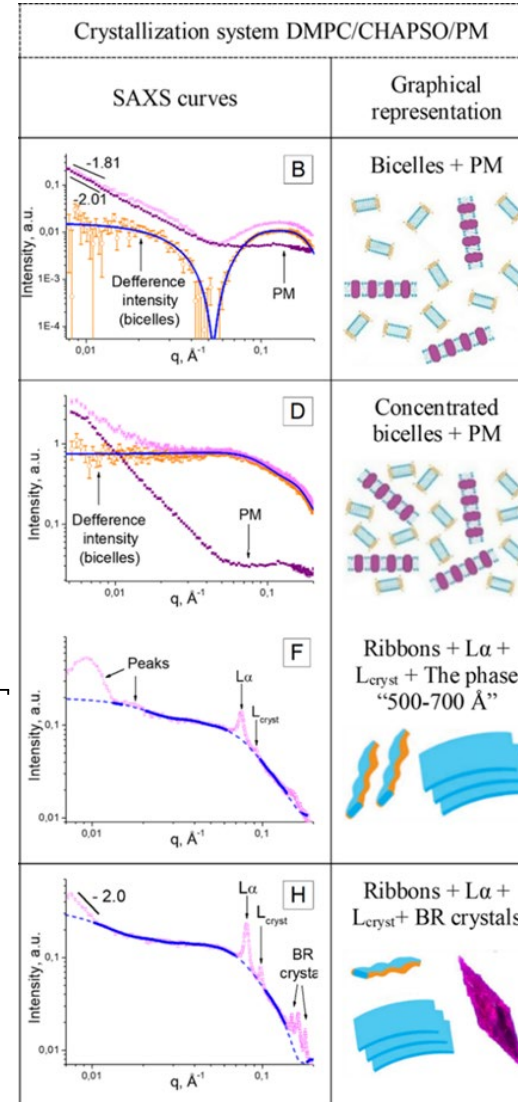 Crystallization system DMPC/CHAPSO/PM
SAXS curves
Graphical
representation
B
-1.81
-2.01
0,1
0,01
1E-3
1E-4
Intensity, a.u.
Defference
intensity
(bicelles)
PM
0,01
0,1
q, Å⁻¹
Bicelles + PM
D
1
0,1
Intensity, a.u.
Defference
intensity
(bicelles)
PM
0,01
0,1
q, Å⁻¹
Concentrated
bicelles + PM
F
Peaks
Lα
Lcryst
0,1
0,01
Intensity, a.u.
0,01
0,1
q, Å⁻¹
Ribbons + Lα +
Lcryst + The phase
“500-700 Å”
H
- 2.0
Lα
Lcryst
BR
crysta
0,1
0,01
Intensity, a.u.
0,01
0,1
q, Å⁻¹
Ribbons + Lα +
Lcryst+ BR crystals